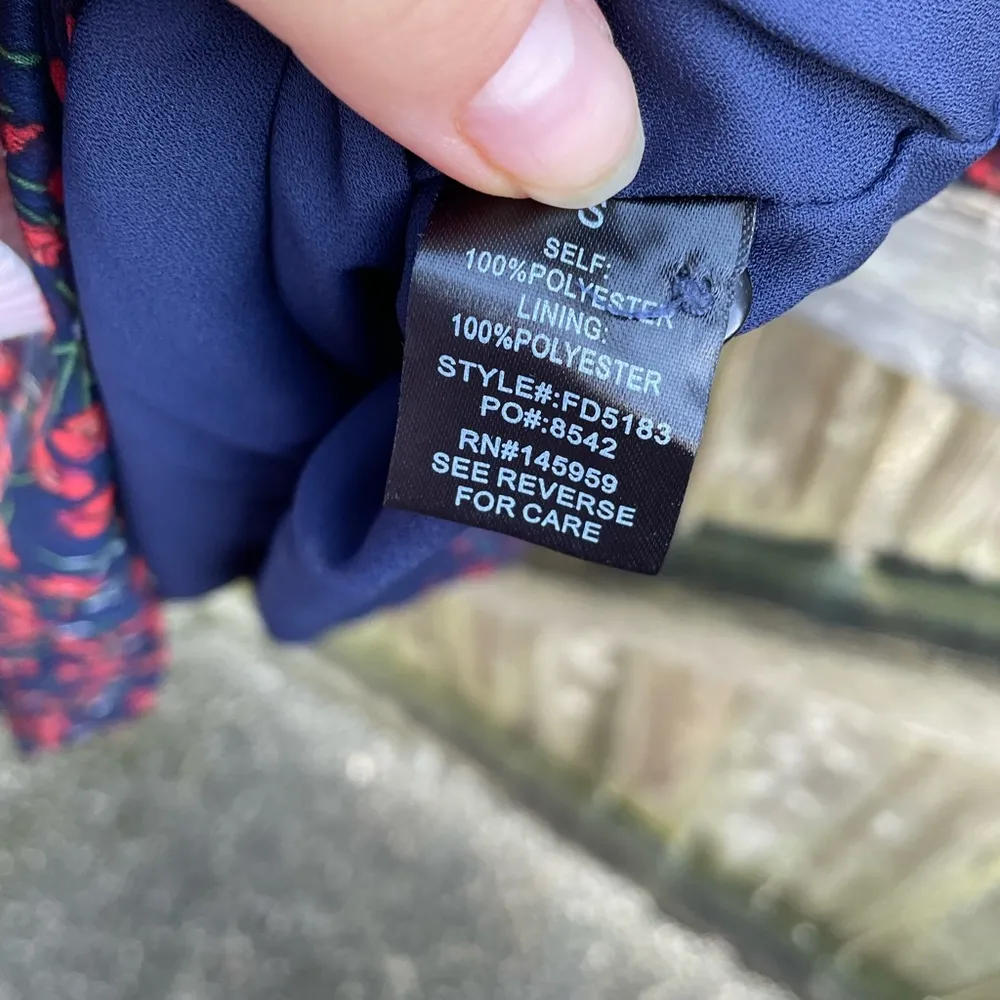 S
SELF:
100%POLYESTER
LINING:
100%POLYESTER
STYLE#:FD5183
PO#:8542
RN#145959
SEE REVERSE
FOR CARE